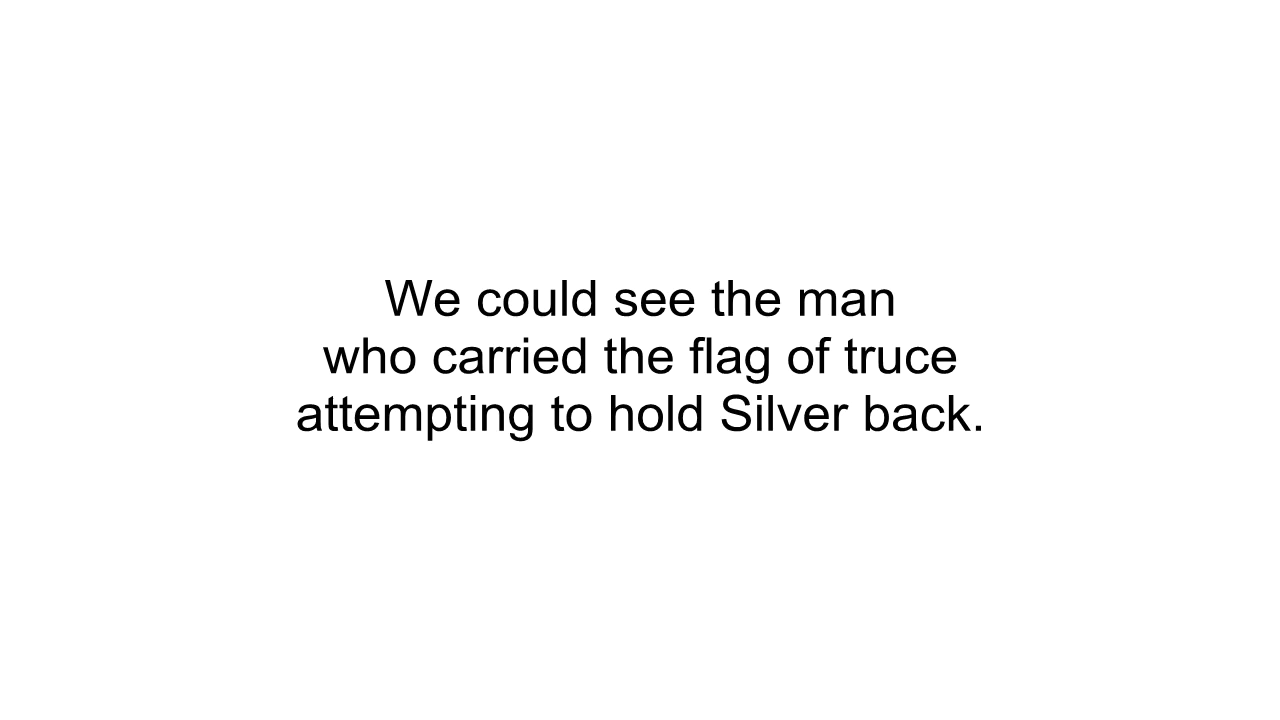 We could see the man
who carried the flag of truce
attempting to hold Silver back.